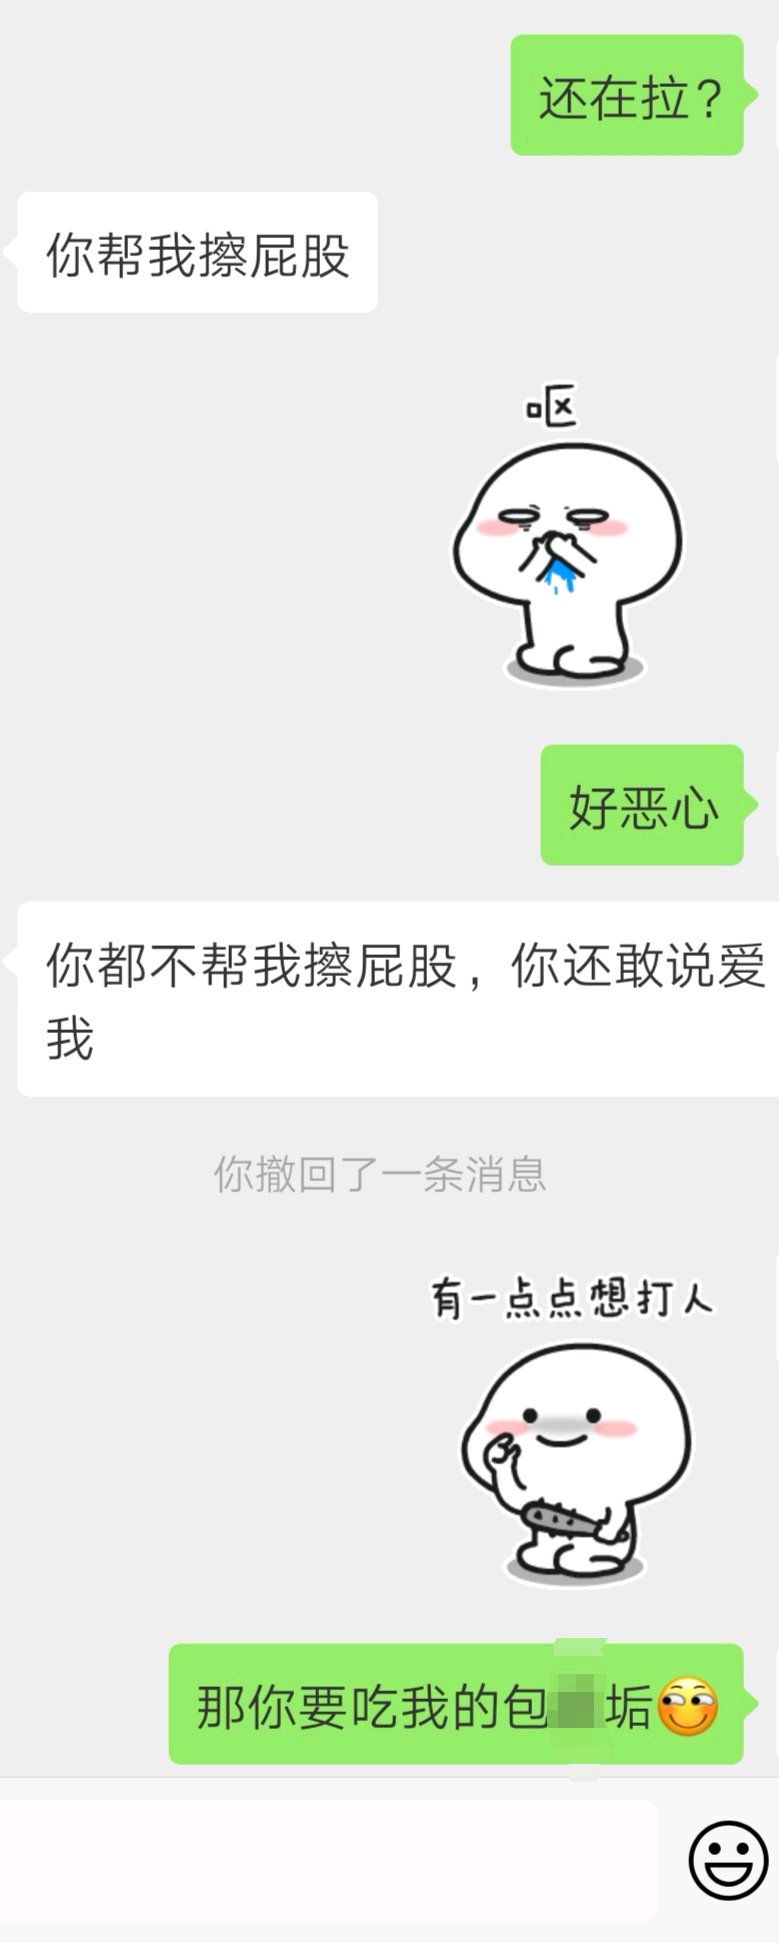 还在拉？
你帮我擦屁股
呕
好恶心
你都不帮我擦屁股，你还敢说爱
我
你撤回了一条消息
有一点点想打人
那你要吃我的包垢